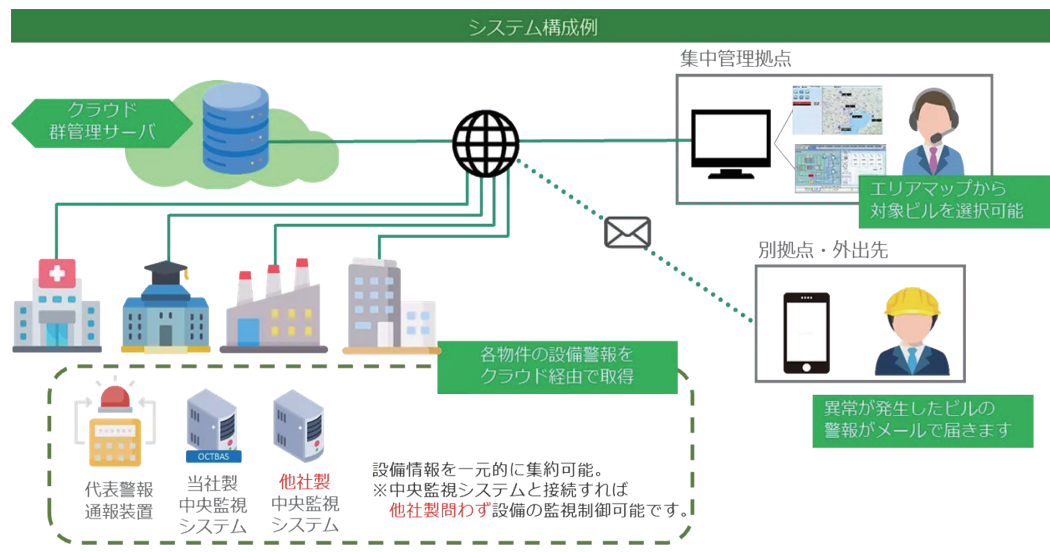 システム構成例
クラウド
群管理サーバ
集中管理拠点
エリアマップから
対象ビルを選択可能
別拠点・外出先
各物件の設備警報を
クラウド経由で取得
異常が発生したビルの
警報がメールで届きます
OCTBAS
代表警報
通報装置
当社製
中央監視
システム
他社製
中央監視
システム
設備情報を一元的に集約可能。
※中央監視システムと接続すれば
他社製問わず設備の監視制御可能です。